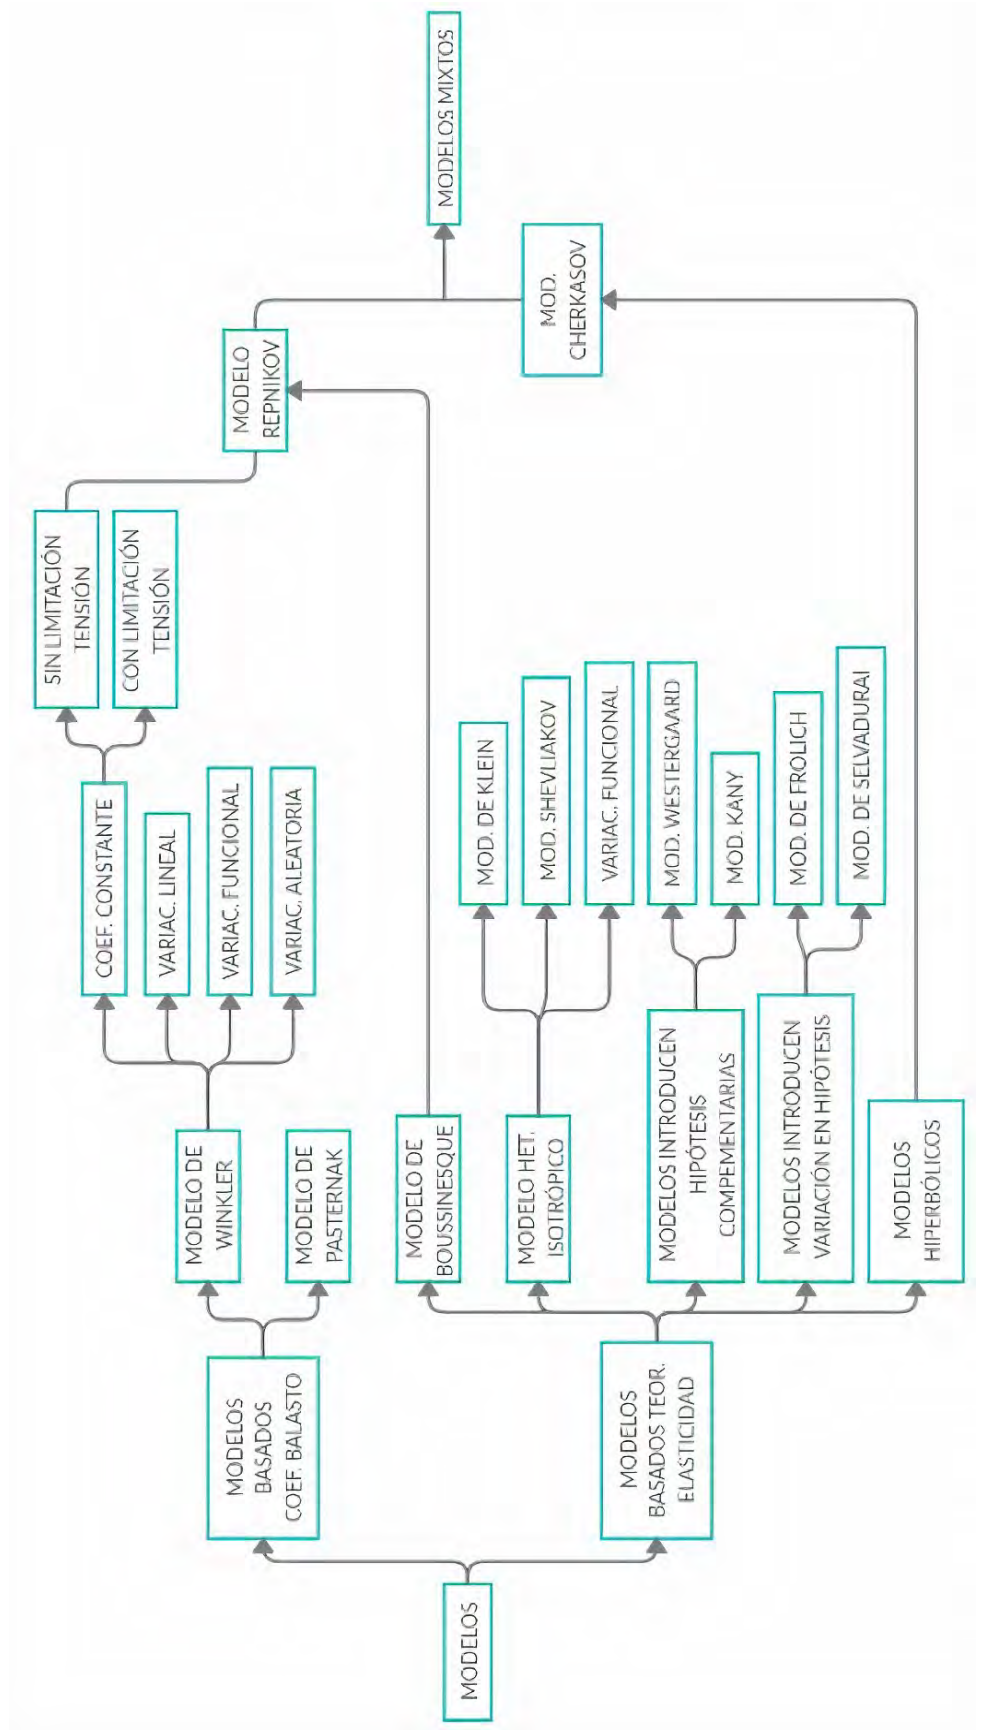 MODELOS
MODELOS
BASADOS
COEF. BALASTO
MODELOS
BASADOS TEOR.
ELASTICIDAD
MODELO DE
WINKLER
MODELO DE
PASTERNAK
MODELO DE
BOUSSINESQUE
MODELO HET.
ISOTRÓPICO
MODELOS INTRODUCEN
HIPÓTESIS
COMPEMENTARIAS
MODELOS INTRODUCEN
VARIACIÓN EN HIPÓTESIS
MODELOS
HIPERBÓLICOS
COEF. CONSTANTE
VARIAC. LINEAL
VARIAC. FUNCIONAL
VARIAC. ALEATORIA
MOD. DE KLEIN
MOD. SHEVLIAKOV
VARIAC. FUNCIONAL
MOD. WESTERGAARD
MOD. KANY
MOD. DE FROLICH
MOD. DE SELVADURAI
SIN LIMITACIÓN
TENSIÓN
CON LIMITACIÓN
TENSIÓN
MODELO
REPNIKOV
MOD.
CHERKASOV
MODELOS MIXTOS